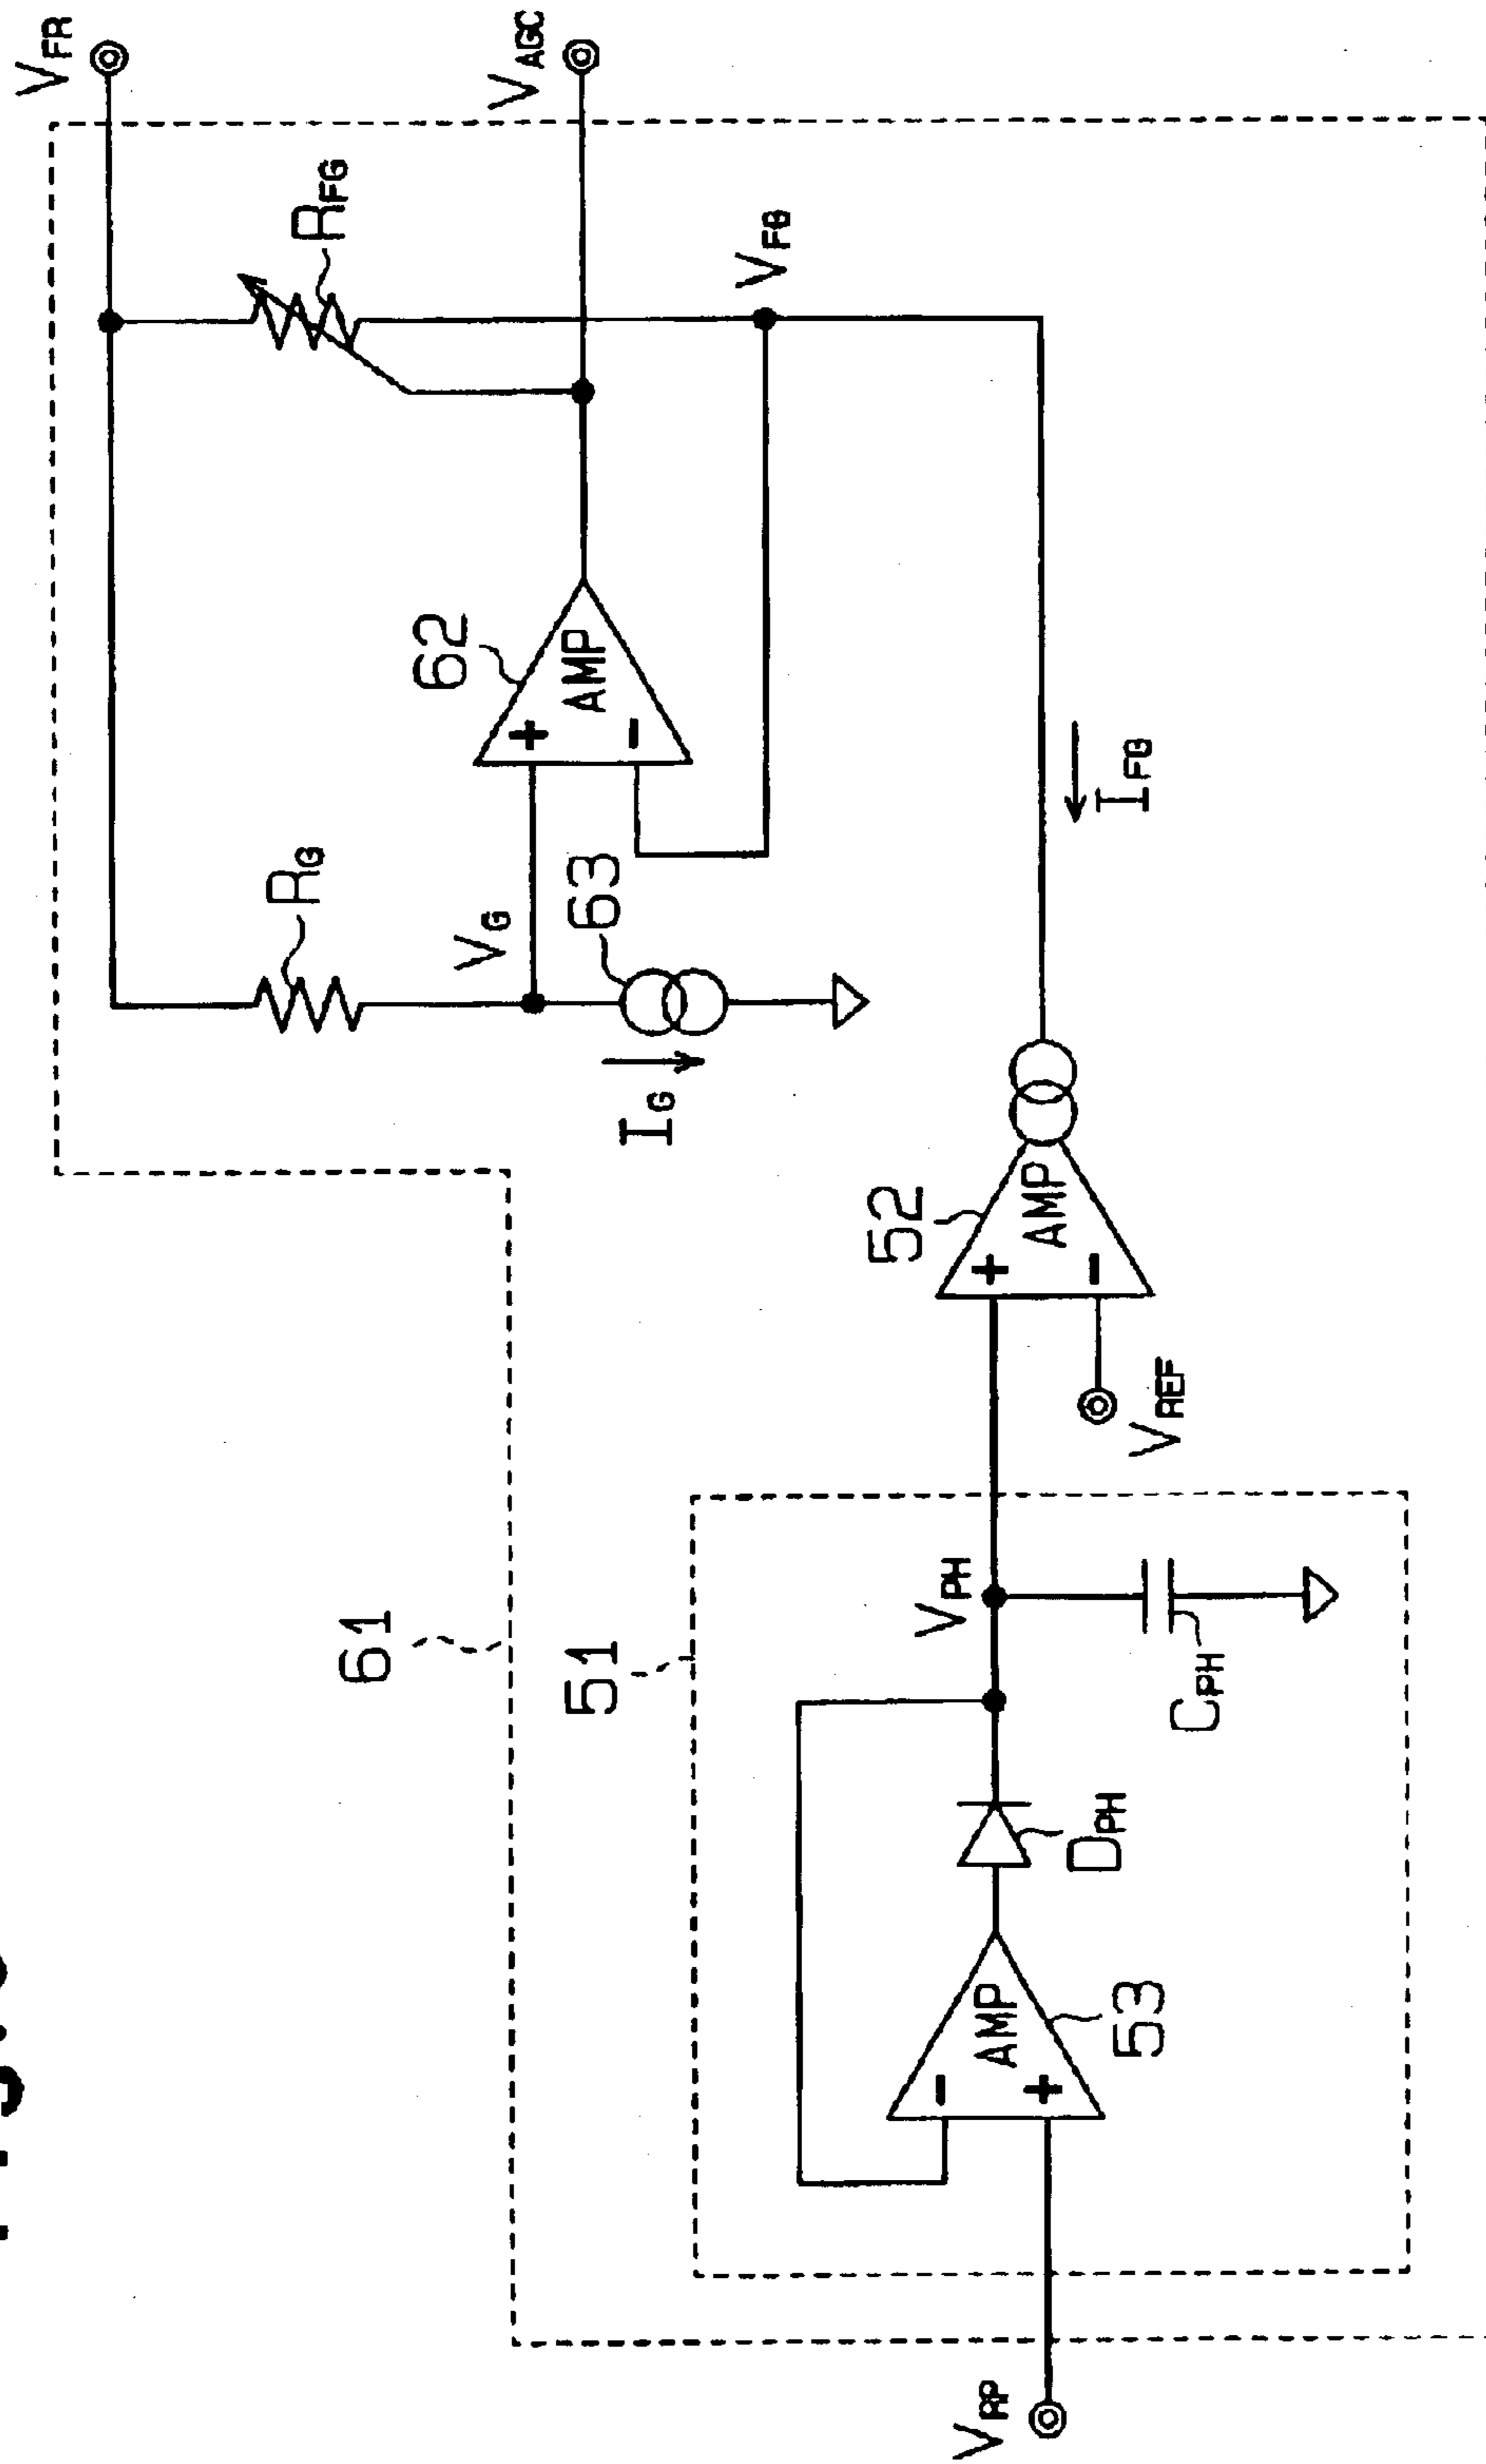 VFR
VAGC
RFG
VFB
62
AMP
+
-
RG
VG
63
IG
IFB
52
AMP
+
-
VREF
61
51
VPH
CPH
DPH
AMP
-
+
53
VRP